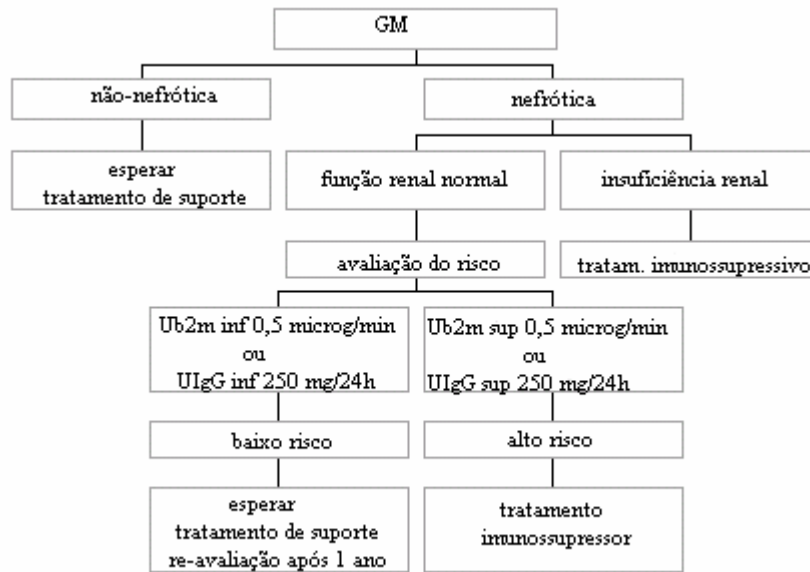 GM
não-nefrótica
nefrótica
esperar
tratamento de suporte
função renal normal
insuficiência renal
avaliação do risco
tratam. imunossupressivo
Ub2m inf 0,5 microg/min
ou
UIgG inf 250 mg/24h
Ub2m sup 0,5 microg/min
ou
UIgG sup 250 mg/24h
baixo risco
alto risco
esperar
tratamento de suporte
re-avaliação após 1 ano
tratamento
imunossupressor